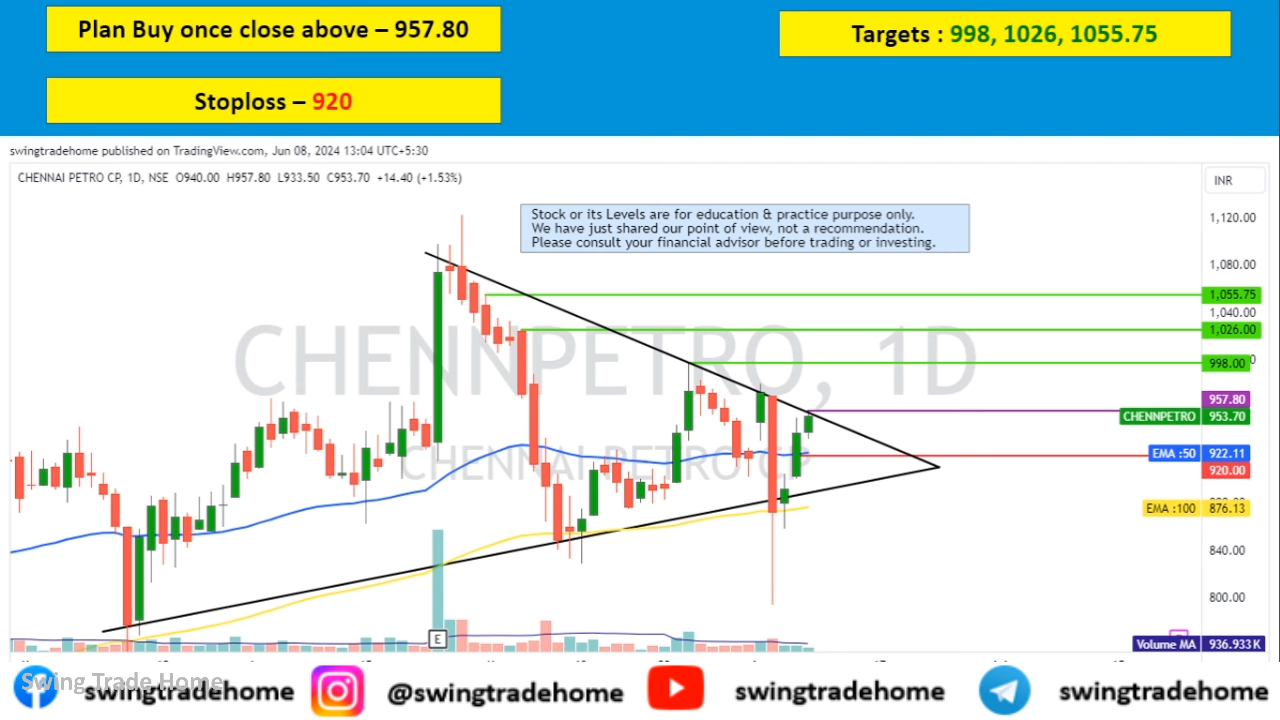 Plan Buy once close above – 957.80
Targets : 998, 1026, 1055.75
Stoploss – 920
swingtradehome published on TradingView.com, Jun 08, 2024 13:04 UTC+5:30
CHENNAI PETRO CP, 1D, NSE O940.00 H957.80 L933.50 C953.70 +14.40 (+1.53%)
INR
Stock or its Levels are for education & practice purpose only.
We have just shared our point of view, not a recommendation.
Please consult your financial advisor before trading or investing.
1,120.00
1,080.00
1,055.75
1,040.00
1,026.00
998.00
CHENNPETRO, 1D
957.80
CHENNPETRO 953.70
EMA :50 922.11
CHENNAI PETRO CP
920.00
EMA :100 876.13
840.00
800.00
E
Volume MA 936.933K
Swing Trade Home
swingtradehome
@swingtradehome
swingtradehome
swingtradehome